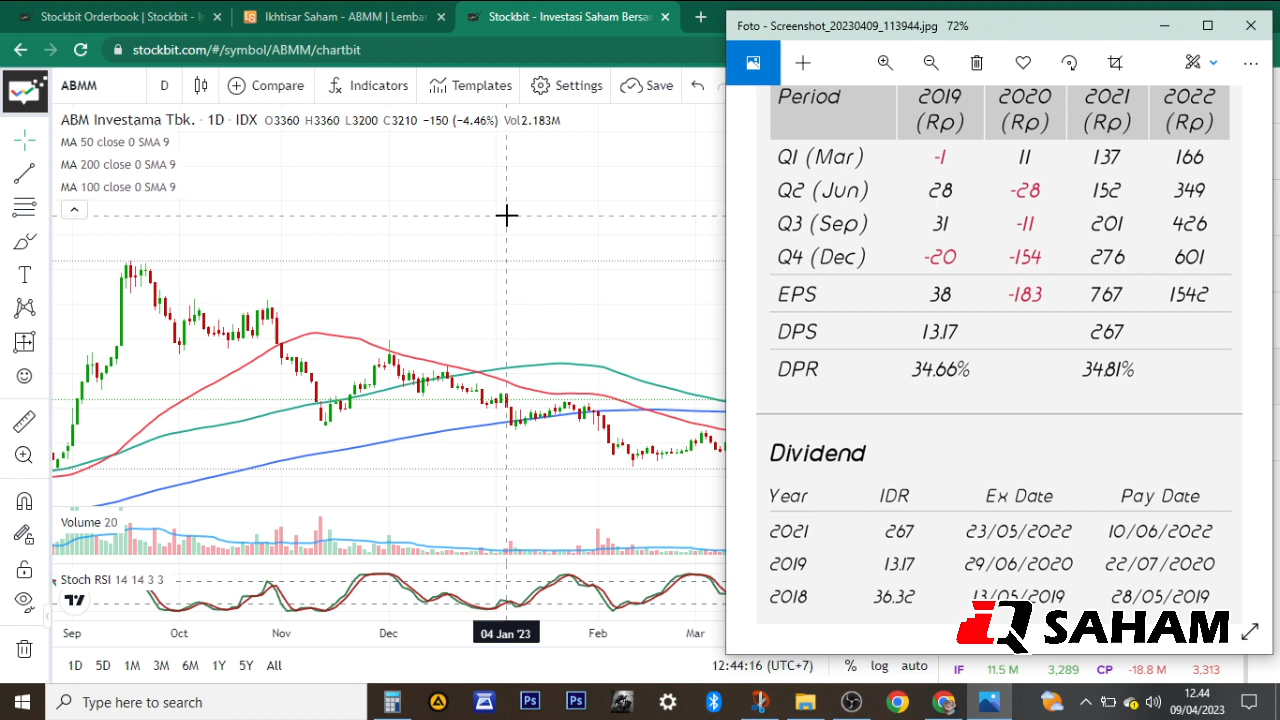 Stockbit Orderbook | Stockbit - In
Ikhtisar Saham - ABMM | Lembar
Stockbit - Investasi Saham Bersar
stockbit.com/#/symbol/ABMM/chartbit
ABMM D Compare Indicators Templates Settings Save
ABM Investama Tbk. · 1D · IDX O3360 H3360 L3200 C3210 -150 (-4.46%) Vol2.183M
MA 50 close 0 SMA 9
MA 200 close 0 SMA 9
MA 100 close 0 SMA 9
Volume 20
Stoch RSI 14 14 3 3
Sep Oct Nov Dec 04 Jan '23 Feb Mar
1D 5D 1M 3M 6M 1Y 5Y All 12:44:16 (UTC+7) % log auto
Foto - Screenshot_20230409_113944.jpg 72%
Period 2019 2020 2021 2022
(Rp) (Rp) (Rp) (Rp)
Q1 (Mar) -1 11 137 166
Q2 (Jun) 28 -28 152 349
Q3 (Sep) 31 -11 201 426
Q4 (Dec) -20 -154 276 601
EPS 38 -183 767 1542
DPS 13.17 267
DPR 34.66% 34.81%
Dividend
Year IDR Ex Date Pay Date
2021 267 23/05/2022 10/06/2022
2019 13.17 29/06/2020 22/07/2020
2018 36.32 13/05/2019 28/05/2019
IQ SAHAM
IF 11.5 M 3,289 CP -18.8 M 3,313
Type here to search
12.44
09/04/2023